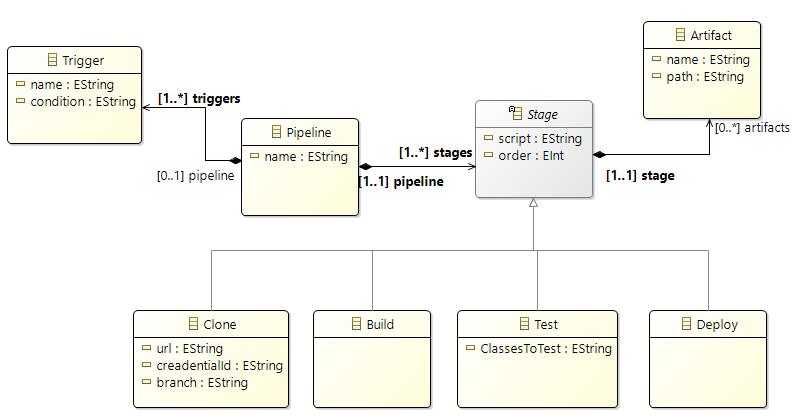 Trigger
name : EString
condition : EString
[1..*] triggers
[0..1] pipeline
Pipeline
name : EString
[1..*] stages
[1..1] pipeline
Stage
script : EString
order : EInt
[1..1] stage
Artifact
name : EString
path : EString
[0..*] artifacts
Clone
url : EString
creadentialId : EString
branch : EString
Build
Test
ClassesToTest : EString
Deploy